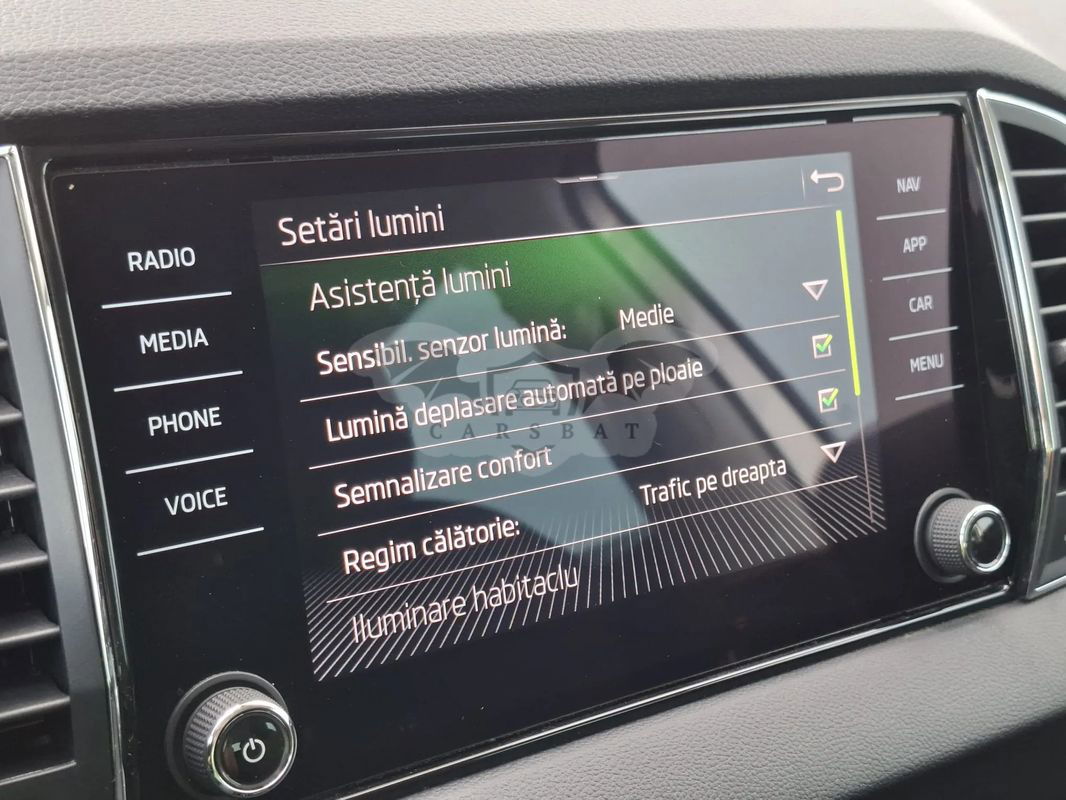 RADIO
MEDIA
PHONE
VOICE
Setări lumini
Asistență lumini
Sensibil. senzor lumină: Medie
Lumină deplasare automată pe ploaie
Semnalizare confort
Regim călătorie: Trafic pe dreapta
Iluminare habitaclu
NAV
APP
CAR
MENU
CARSBAT